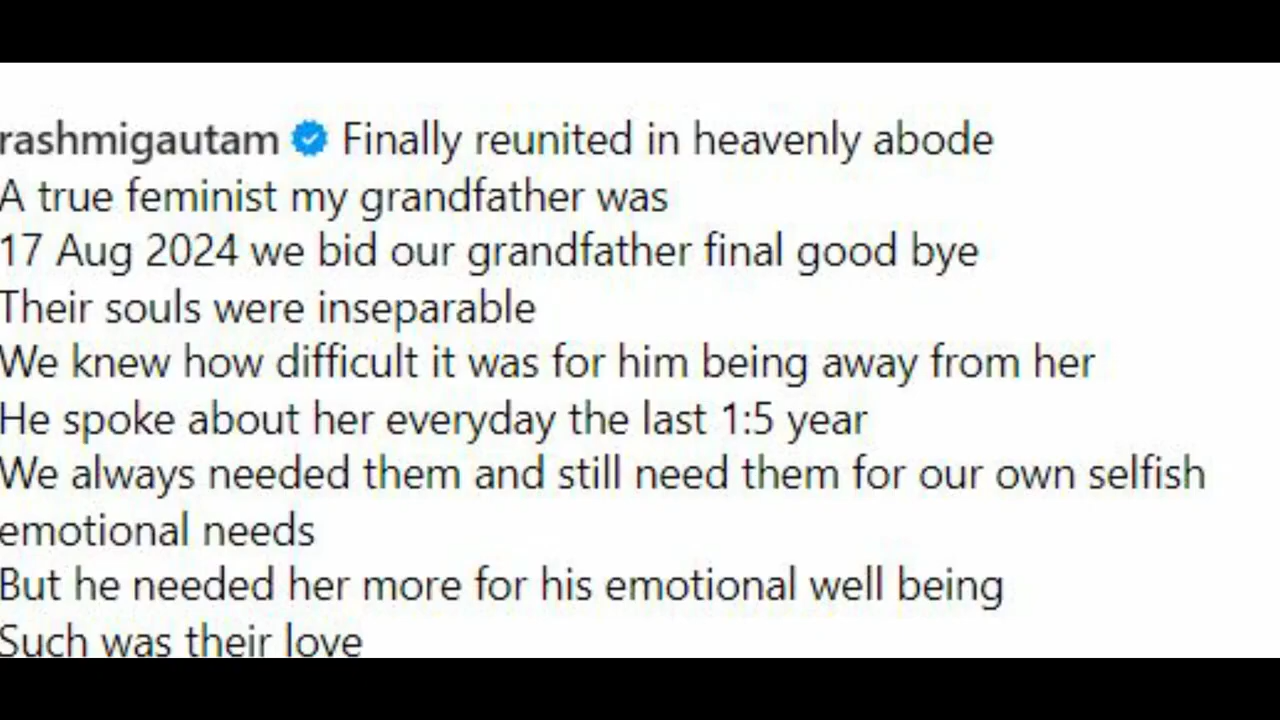 rashmigautam Finally reunited in heavenly abode
A true feminist my grandfather was
17 Aug 2024 we bid our grandfather final good bye
Their souls were inseparable
We knew how difficult it was for him being away from her
He spoke about her everyday the last 1:5 year
We always needed them and still need them for our own selfish
emotional needs
But he needed her more for his emotional well being
Such was their love